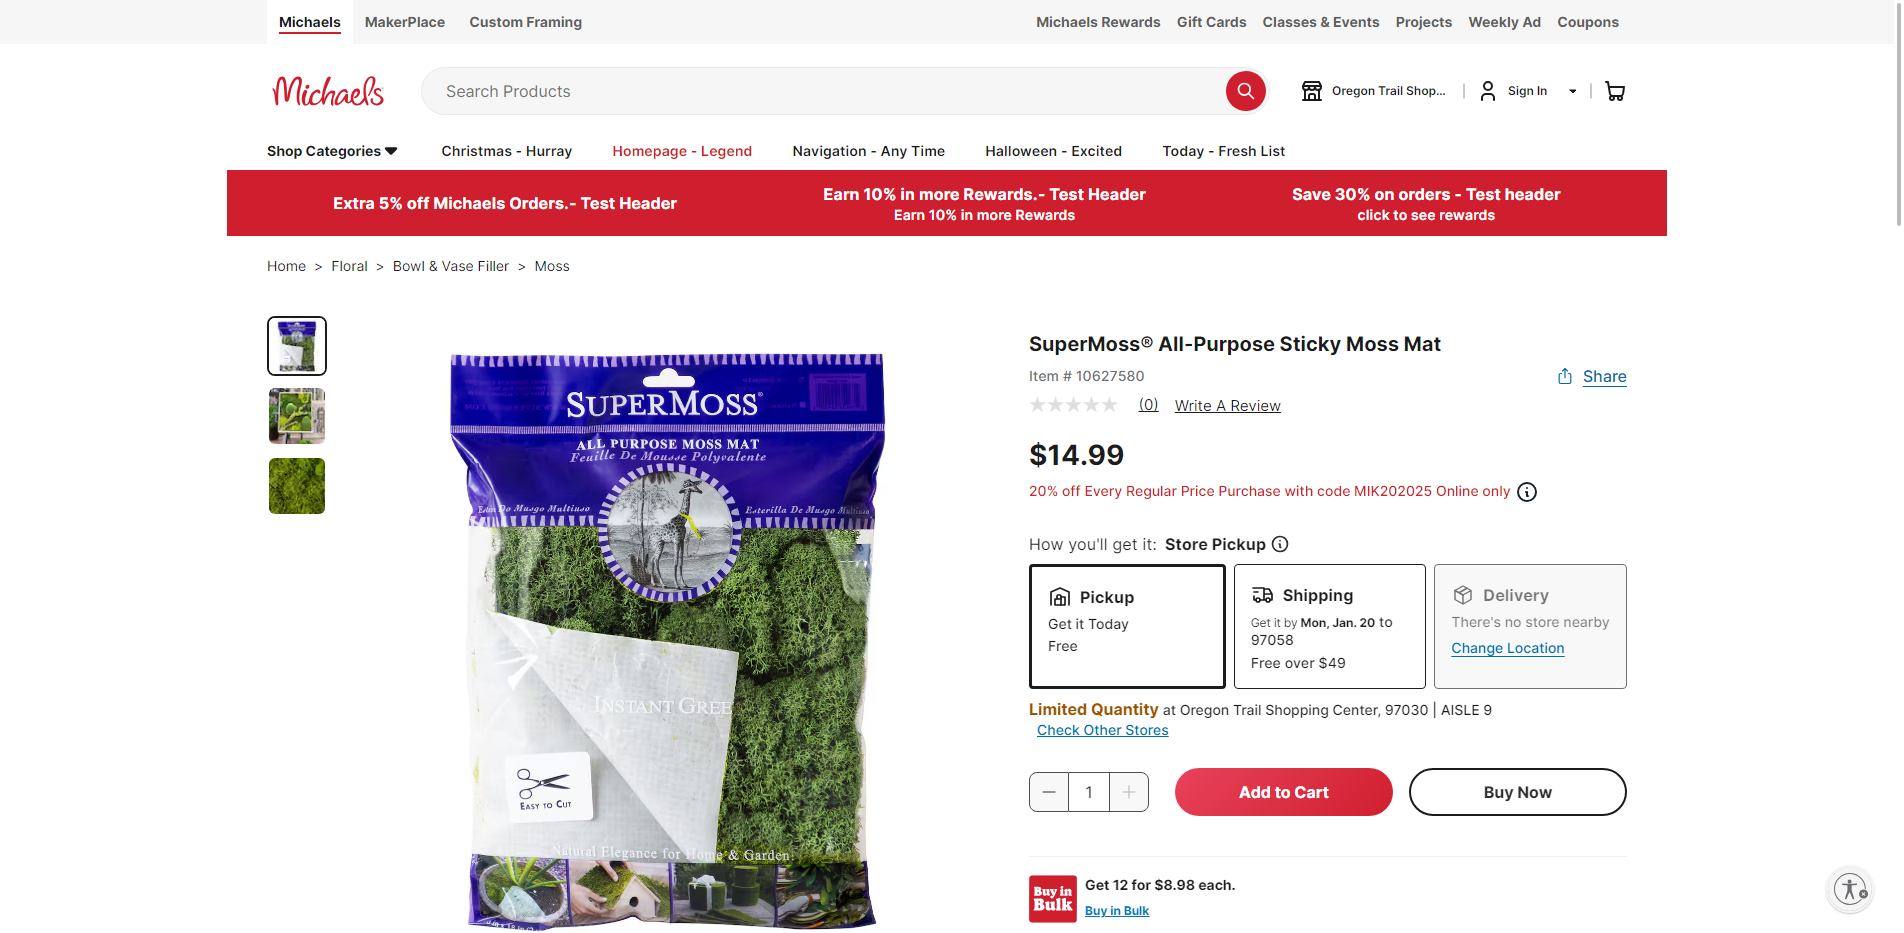 Michaels MakerPlace Custom Framing Michaels Rewards Gift Cards Classes & Events Projects Weekly Ad Coupons
Michaels
Search Products
Oregon Trail Shop... | Sign In |
Shop Categories Christmas - Hurray Homepage - Legend Navigation - Any Time Halloween - Excited Today - Fresh List
Extra 5% off Michaels Orders.- Test Header
Earn 10% in more Rewards.- Test Header
Earn 10% in more Rewards
Save 30% on orders - Test header
click to see rewards
Home > Floral > Bowl & Vase Filler > Moss
SUPERMOSS®
ALL PURPOSE MOSS MAT
Feuille De Mousse Polyvalente
Esterilla De Musgo Multiuso
INSTANT GREE
EASY TO CUT
Natural Elegance for Home & Garden
SuperMoss® All-Purpose Sticky Moss Mat
Item # 10627580
Share
(0) Write A Review
$14.99
20% off Every Regular Price Purchase with code MIK202025 Online only
How you'll get it: Store Pickup
Pickup
Get it Today
Free
Shipping
Get it by Mon, Jan. 20 to
97058
Free over $49
Delivery
There's no store nearby
Change Location
Limited Quantity at Oregon Trail Shopping Center, 97030 | AISLE 9
Check Other Stores
1
Add to Cart
Buy Now
Buy in
Bulk
Get 12 for $8.98 each.
Buy in Bulk